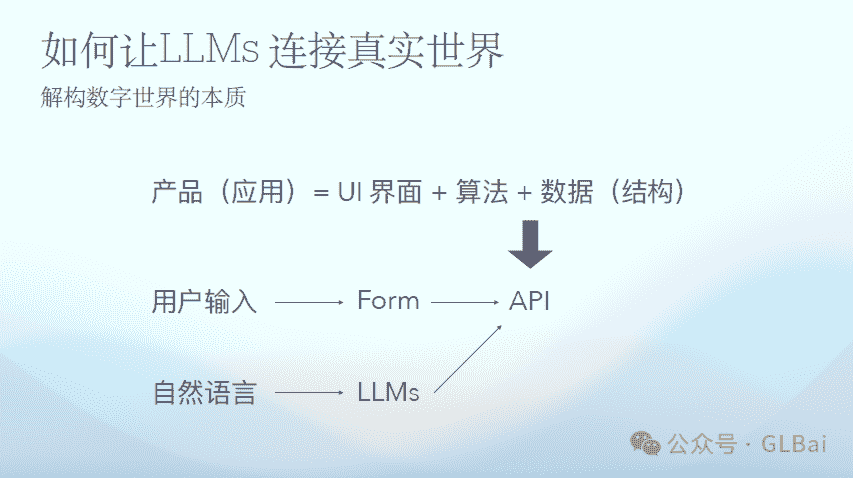 如何让LLMs 连接真实世界
解构数字世界的本质
产品（应用）= UI 界面 + 算法 + 数据（结构）
用户输入 Form API
自然语言 LLMs
公众号 · GLBai